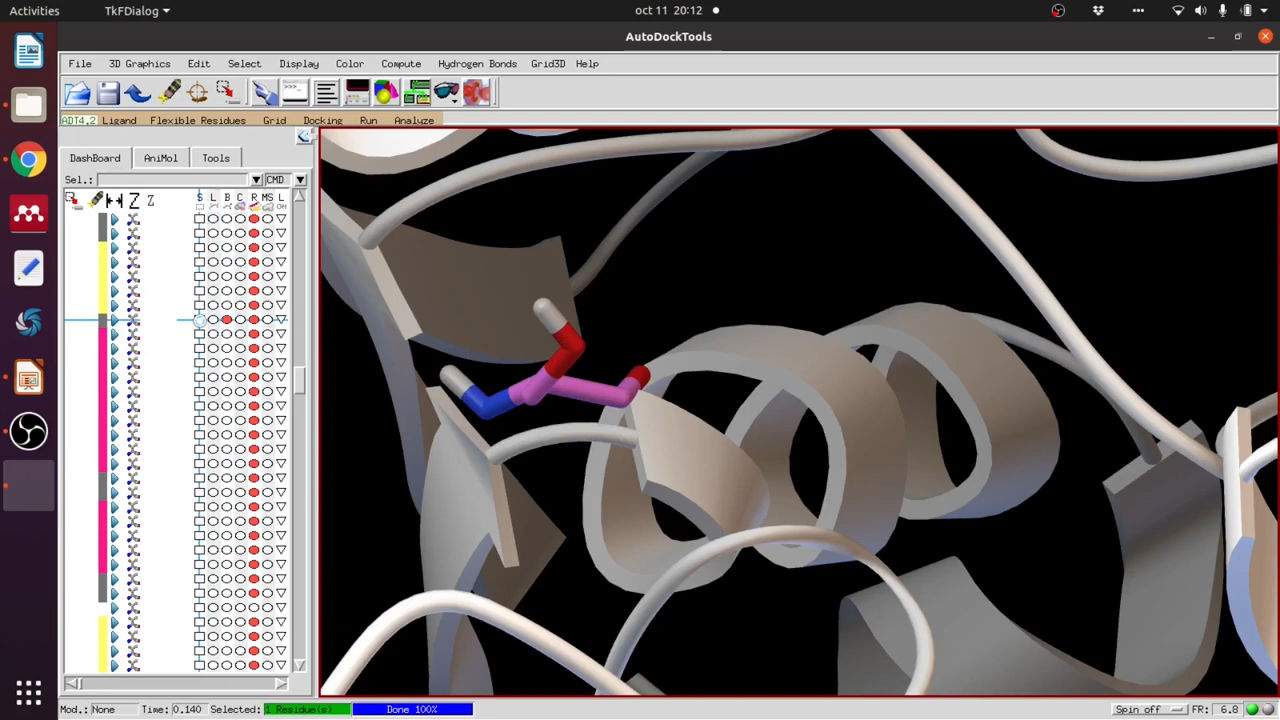 Activities TkFDialog oct 11 20:12
AutoDockTools
File 3D Graphics Edit Select Display Color Compute Hydrogen Bonds Grid3D Help
ADT4.2 Ligand Flexible Residues Grid Docking Run Analyze
DashBoard AniMol Tools
Sel.: CMD
S L B C R MS L
Mod.: None Time: 0.140 Selected: 1 Residue(s) Done 100% Spin off FR: 6.8